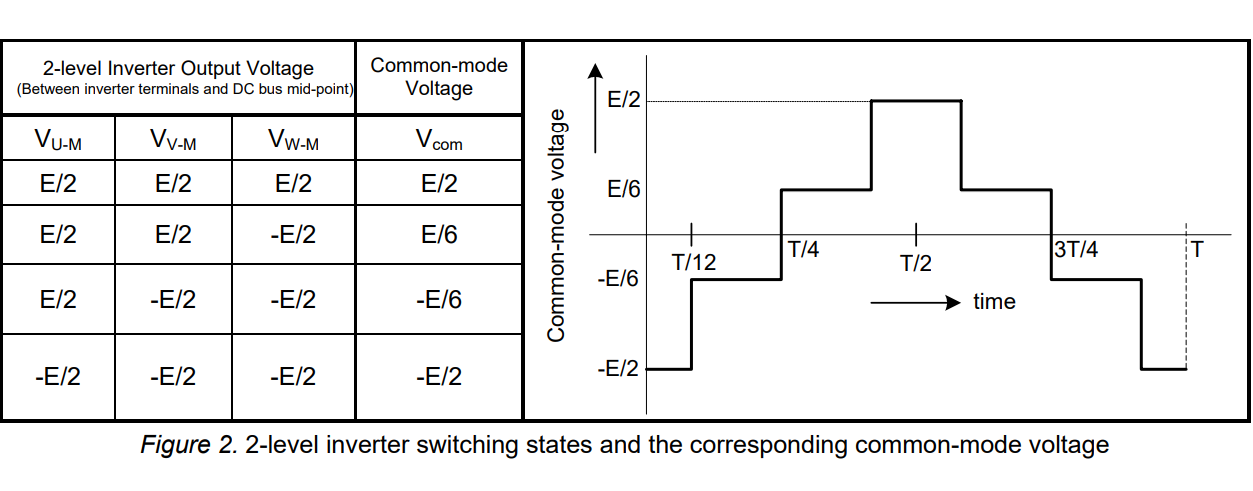 2-level Inverter Output Voltage
(Between inverter terminals and DC bus mid-point)
Common-mode
Voltage
VU-M VV-M VW-M Vcom
E/2 E/2 E/2 E/2
E/2 E/2 -E/2 E/6
E/2 -E/2 -E/2 -E/6
-E/2 -E/2 -E/2 -E/2
Common-mode voltage
E/2
E/6
-E/6
-E/2
T/12
T/4
T/2
3T/4
T
time
Figure 2. 2-level inverter switching states and the corresponding common-mode voltage